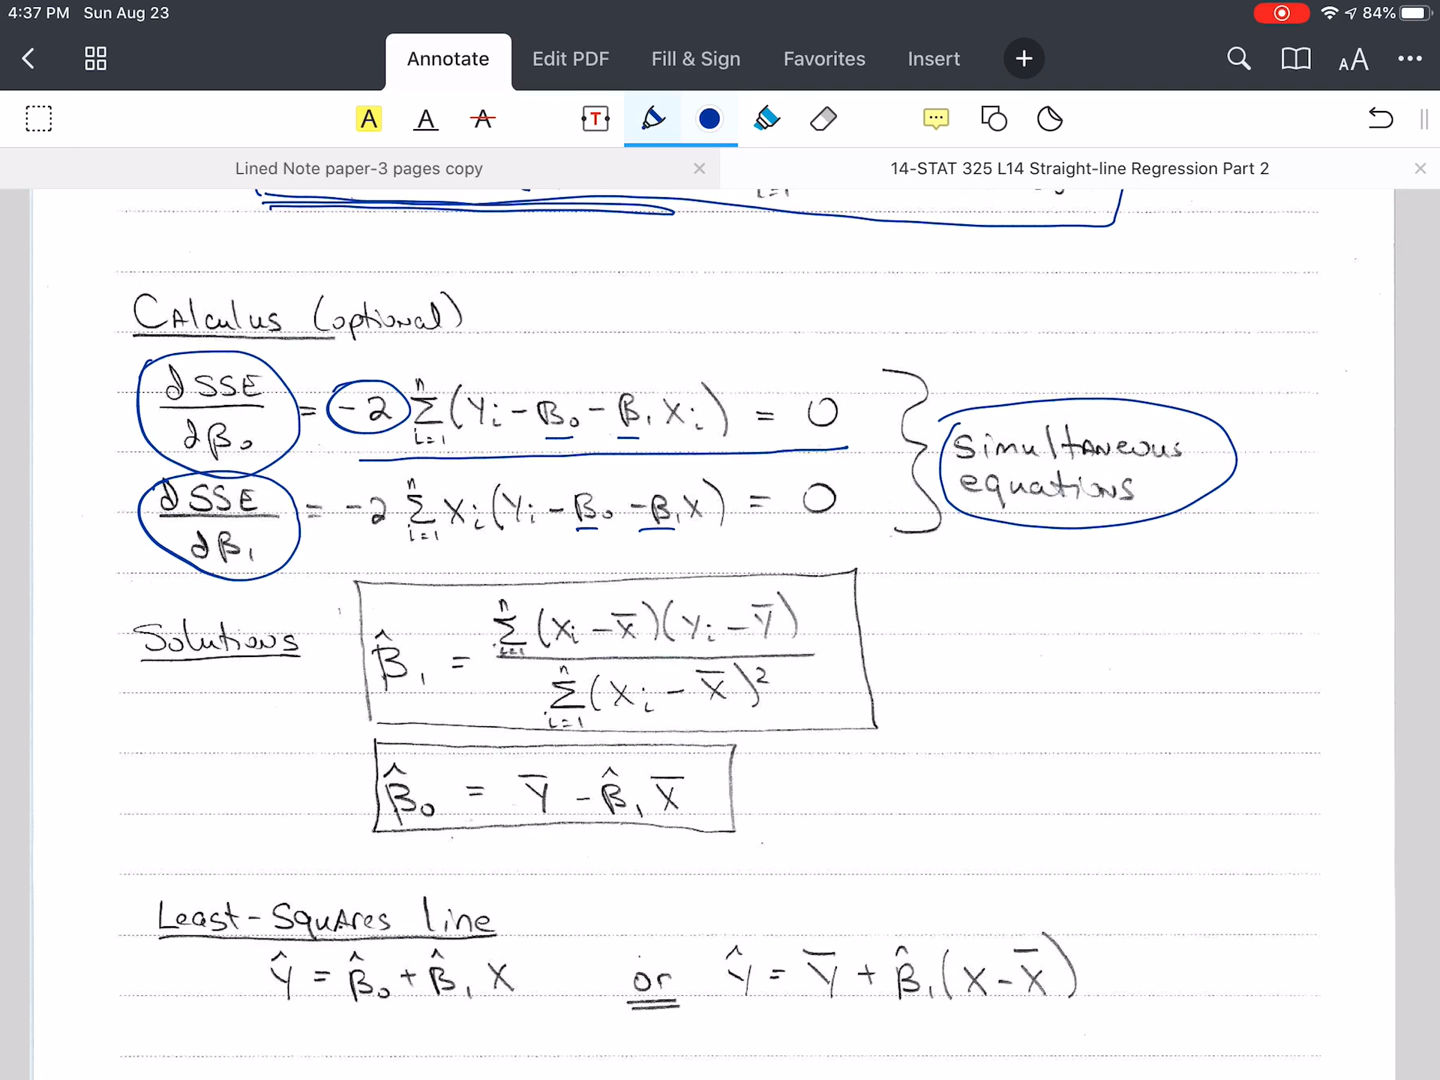 4:37 PM Sun Aug 23
84%
Annotate Edit PDF Fill & Sign Favorites Insert +
A A A T
Lined Note paper-3 pages copy × 14-STAT 325 L14 Straight-line Regression Part 2 ×
i=1
Calculus (optional)
∂SSE/∂β₀ = -2 Σᵢ₌₁ⁿ (Yᵢ - β₀ - β₁Xᵢ) = 0
∂SSE/∂β₁ = -2 Σᵢ₌₁ⁿ Xᵢ(Yᵢ - β₀ - β₁X) = 0
Simultaneous
equations
Solutions
β̂₁ = Σᵢ₌₁ⁿ (Xᵢ - X̄)(Yᵢ - Ȳ) / Σᵢ₌₁ⁿ (Xᵢ - X̄)²
β̂₀ = Ȳ - β̂₁X̄
Least-Squares line
Ŷ = β̂₀ + β̂₁X or Ŷ = Ȳ + β̂₁(X - X̄)